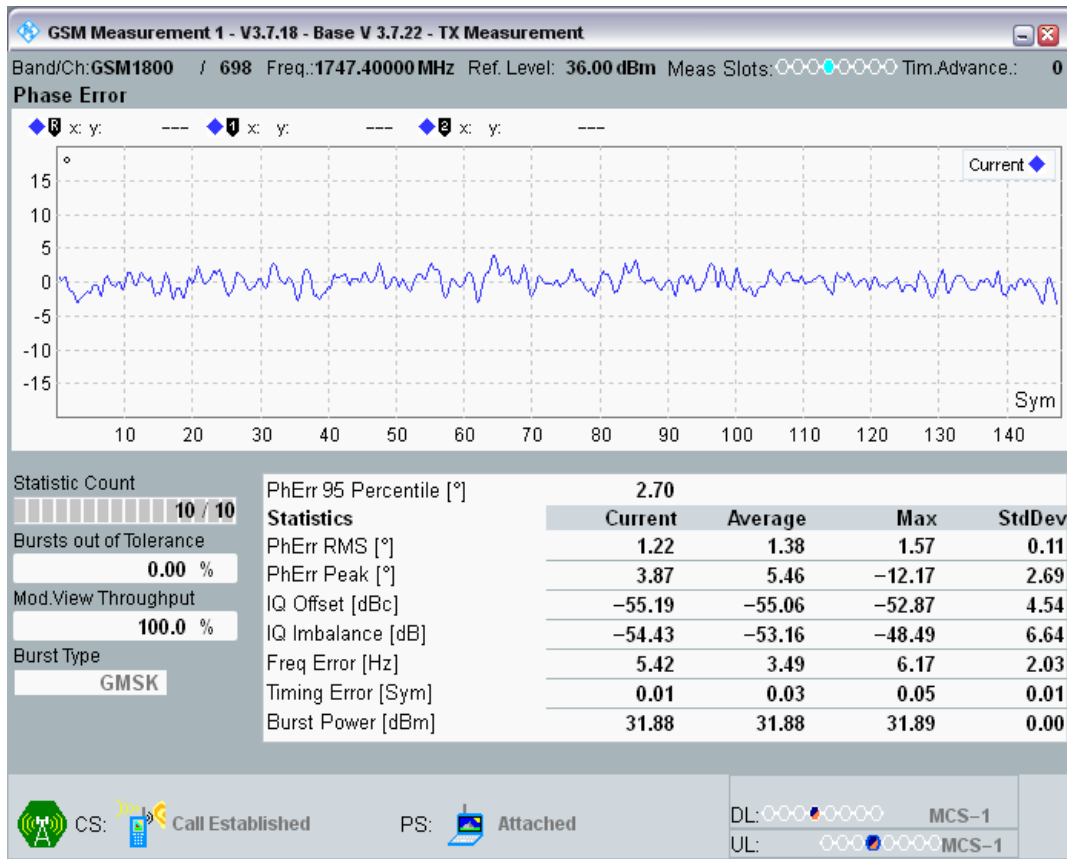 GSM Measurement 1 - V3.7.18 - Base V 3.7.22 - TX Measurement
Band/Ch:GSM1800 / 698 Freq.:1747.40000 MHz Ref. Level: 36.00 dBm Meas Slots: Tim.Advance.: 0
Phase Error
R x: y: --- 1 x: y: --- 2 x: y: ---
°
Current
15
10
5
0
-5
-10
-15
Sym
10 20 30 40 50 60 70 80 90 100 110 120 130 140
Statistic Count
10 / 10
Bursts out of Tolerance
0.00 %
Mod.View Throughput
100.0 %
Burst Type
GMSK
PhErr 95 Percentile [°] 2.70
Statistics Current Average Max StdDev
PhErr RMS [°] 1.22 1.38 1.57 0.11
PhErr Peak [°] 3.87 5.46 −12.17 2.69
IQ Offset [dBc] −55.19 −55.06 −52.87 4.54
IQ Imbalance [dB] −54.43 −53.16 −48.49 6.64
Freq Error [Hz] 5.42 3.49 6.17 2.03
Timing Error [Sym] 0.01 0.03 0.05 0.01
Burst Power [dBm] 31.88 31.88 31.89 0.00
CS: Call Established PS: Attached
DL: MCS−1
UL: MCS−1